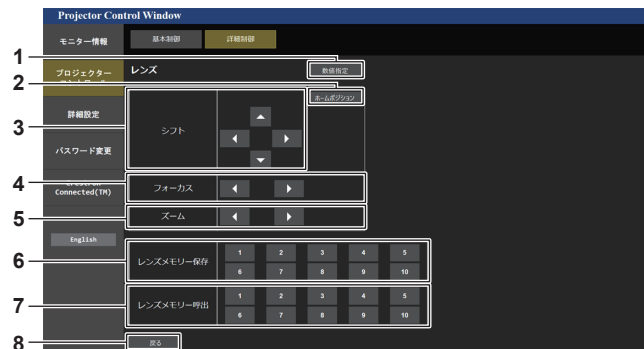 Projector Control Window
モニター情報
基本制御
詳細制御
1
プロジェクター
レンズ
数値指定
2
ホームポジション
詳細設定
3
シフト
パスワード変更
4
Connected(TM)
フォーカス
5
ズーム
English
6
レンズメモリー保存
1 2 3 4 5
6 7 8 9 10
7
レンズメモリー呼出
1 2 3 4 5
6 7 8 9 10
8
戻る